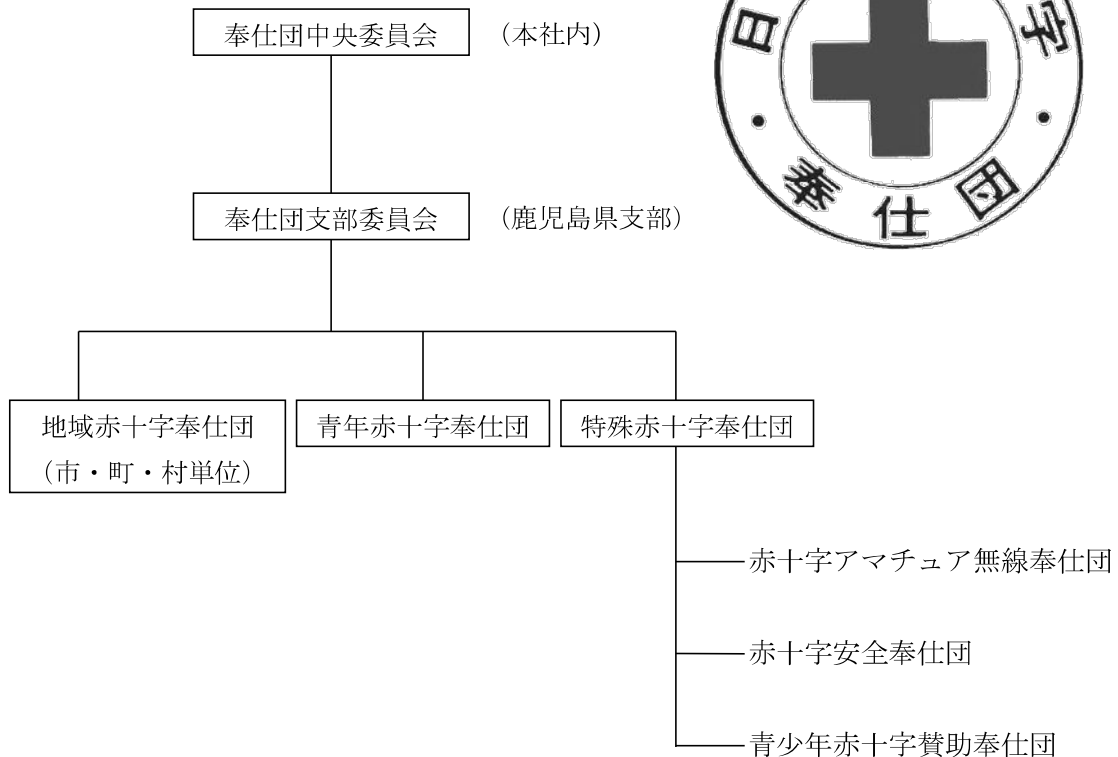 奉仕団中央委員会 （本社内）
日 字
・ ・
奉仕団
奉仕団支部委員会 （鹿児島県支部）
地域赤十字奉仕団
（市・町・村単位）
青年赤十字奉仕団
特殊赤十字奉仕団
赤十字アマチュア無線奉仕団
赤十字安全奉仕団
青少年赤十字賛助奉仕団